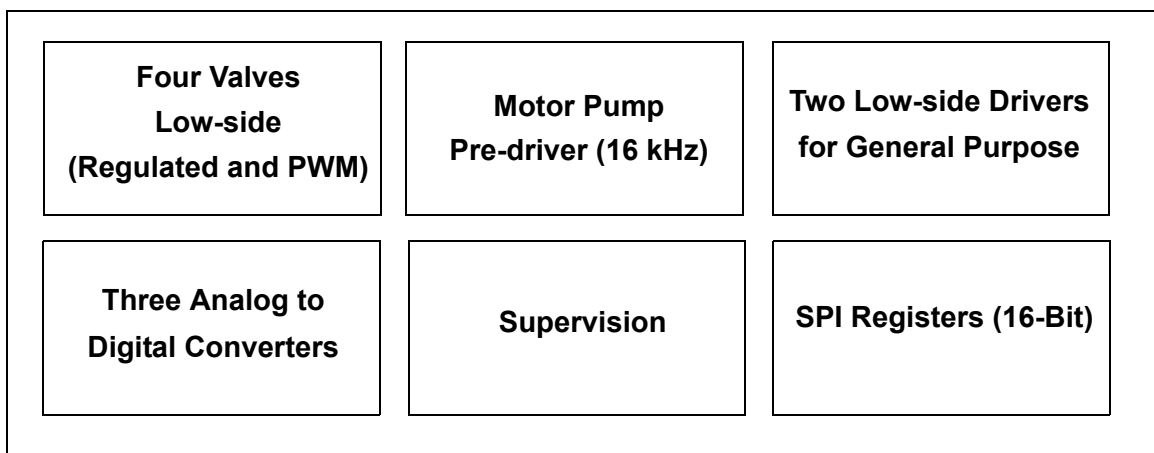 Four Valves
Low-side
(Regulated and PWM)
Motor Pump
Pre-driver (16 kHz)
Two Low-side Drivers
for General Purpose
Three Analog to
Digital Converters
Supervision
SPI Registers (16-Bit)